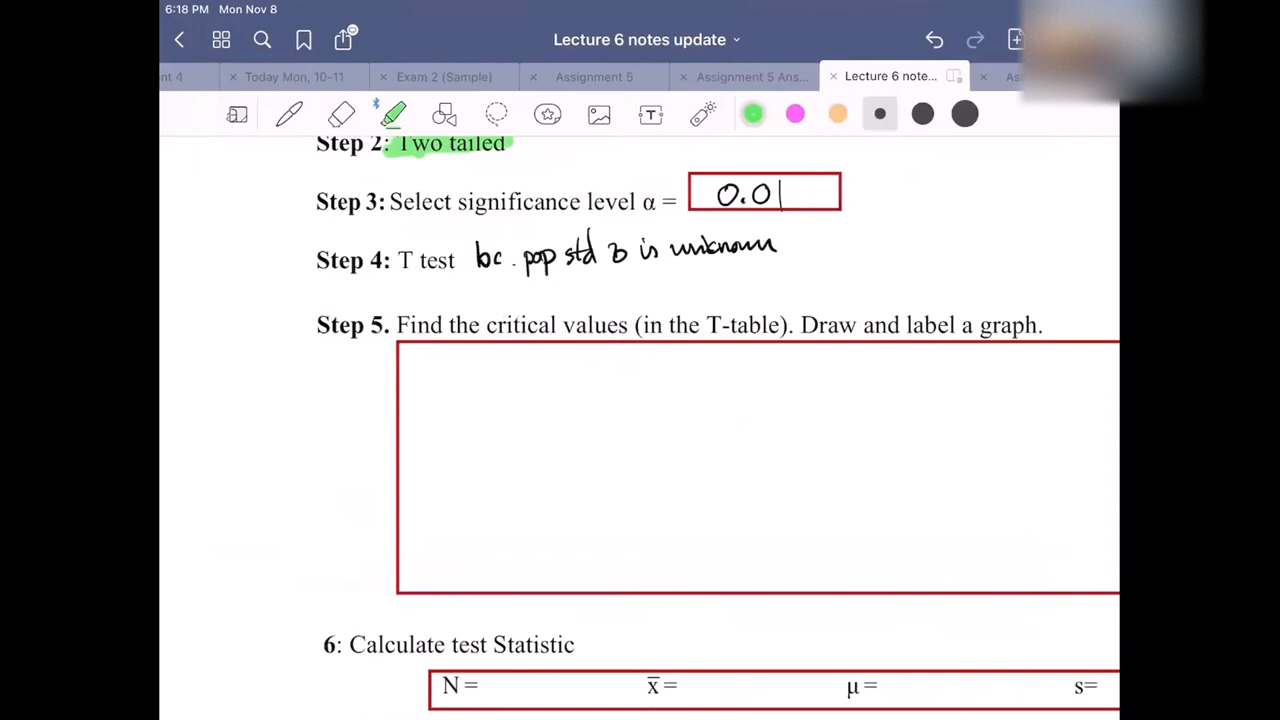 6:18 PM Mon Nov 8
Lecture 6 notes update
nt 4 Today Mon, 10-11 Exam 2 (Sample) Assignment 5 Assignment 5 Ans... Lecture 6 note... As
Step 2: Two tailed
Step 3: Select significance level α = 0.01
Step 4: T test bc. pop std σ is unknown
Step 5. Find the critical values (in the T-table). Draw and label a graph.
6: Calculate test Statistic
N = x̅ = μ = s=